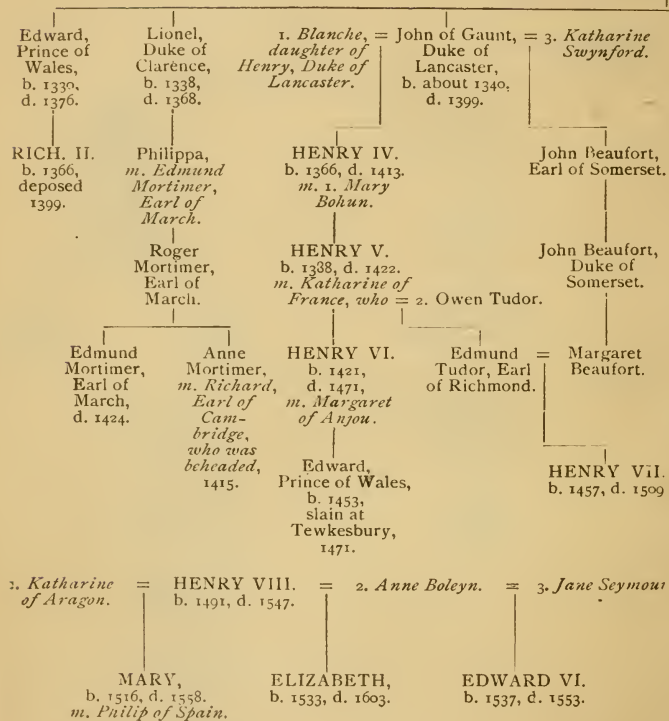 Edward,
Prince of
Wales,
b. 1330,
d. 1376.
Lionel,
Duke of
Clarence,
b. 1338,
d. 1368.
1. Blanche, = John of Gaunt, = 3. Katharine
daughter of
Henry, Duke of
Lancaster.
Duke of
Lancaster,
b. about 1340,
d. 1399.
Swynford.
RICH. II.
b. 1366,
deposed
1399.
Philippa,
m. Edmund
Mortimer,
Earl of
March.
HENRY IV.
b. 1366, d. 1413.
m. 1. Mary
Bohun.
John Beaufort,
Earl of Somerset.
Roger
Mortimer,
Earl of
March.
HENRY V.
b. 1388, d. 1422.
m. Katharine of
France, who = 2. Owen Tudor.
John Beaufort,
Duke of
Somerset.
Edmund
Mortimer,
Earl of
March,
d. 1424.
Anne
Mortimer,
m. Richard,
Earl of
Cam-
bridge,
who was
beheaded,
1415.
HENRY VI.
b. 1421,
d. 1471,
m. Margaret
of Anjou.
Edmund = Margaret
Tudor, Earl
of Richmond.
Beaufort.
Edward,
Prince of Wales,
b. 1453,
slain at
Tewkesbury,
1471.
HENRY VII.
b. 1457, d. 1509
1. Katharine = HENRY VIII. = 2. Anne Boleyn. = 3. Jane Seymour
of Aragon.
b. 1491, d. 1547.
MARY,
b. 1516, d. 1558.
m. Philip of Spain.
ELIZABETH,
b. 1533, d. 1603.
EDWARD VI.
b. 1537, d. 1553.